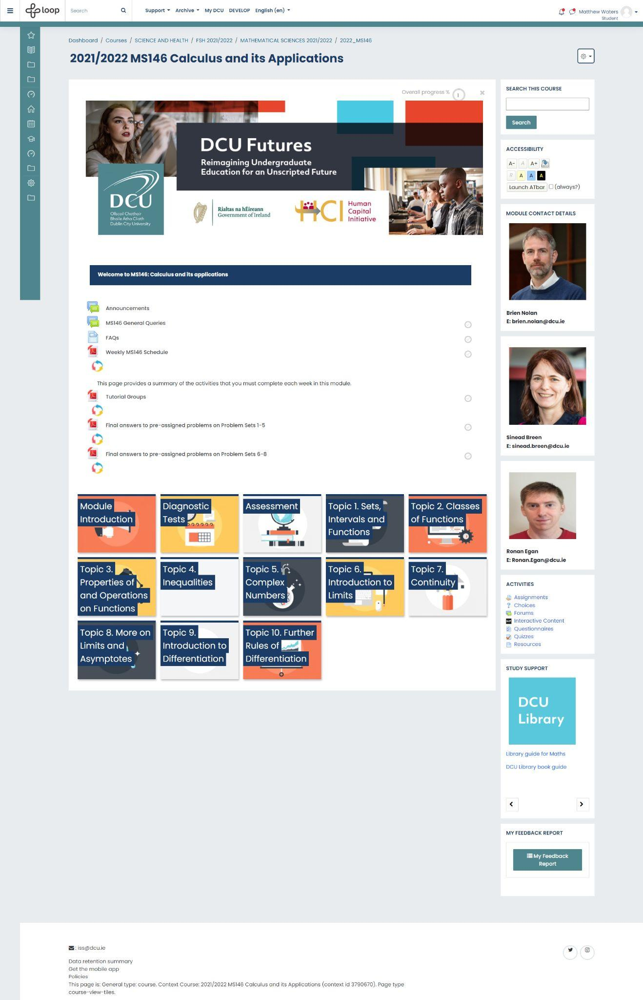 loop
Search
Support
Archive
My DCU
DEVELOP
English (en)
Matthew Waters
Student
Dashboard / Courses / SCIENCE AND HEALTH / FSH 2021/2022 / MATHEMATICAL SCIENCES 2021/2022 / 2022_MS146
2021/2022 MS146 Calculus and its Applications
Overall progress %
DCU Futures
Reimagining Undergraduate
Education for an Unscripted Future
DCU
Ollscoil Chathair
Bhaile Átha Cliath
Dublin City University
Rialtas na hÉireann
Government of Ireland
HCI
Human
Capital
Initiative
Welcome to MS146: Calculus and its applications
Announcements
MS146 General Queries
FAQs
Weekly MS146 Schedule
This page provides a summary of the activities that you must complete each week in this module.
Tutorial Groups
Final answers to pre-assigned problems on Problem Sets 1-5
Final answers to pre-assigned problems on Problem Sets 6-8
Module
Introduction
Diagnostic
Tests
Assessment
Topic 1. Sets,
Intervals and
Functions
Topic 2. Classes
of Functions
Topic 3.
Properties of
and Operations
on Functions
Topic 4.
Inequalities
Topic 5.
Complex
Numbers
Topic 6.
Introduction to
Limits
Topic 7.
Continuity
Topic 8. More on
Limits and
Asymptotes
Topic 9.
Introduction to
Differentiation
Topic 10. Further
Rules of
Differentiation
SEARCH THIS COURSE
Search
ACCESSIBILITY
A- A A+
R A A A
Launch ATbar (always?)
MODULE CONTACT DETAILS
Brien Nolan
E: brien.nolan@dcu.ie
Sinead Breen
E: sinead.breen@dcu.ie
Ronan Egan
E: Ronan.Egan@dcu.ie
ACTIVITIES
Assignments
Choices
Forums
Interactive Content
Questionnaires
Quizzes
Resources
STUDY SUPPORT
DCU
Library
Library guide for Maths
DCU Library book guide
MY FEEDBACK REPORT
My Feedback
Report
: iss@dcu.ie
Data retention summary
Get the mobile app
Policies
This page is: General type: course. Context Course: 2021/2022 MS146 Calculus and its Applications (context id 3790670). Page type
course-view-tiles.